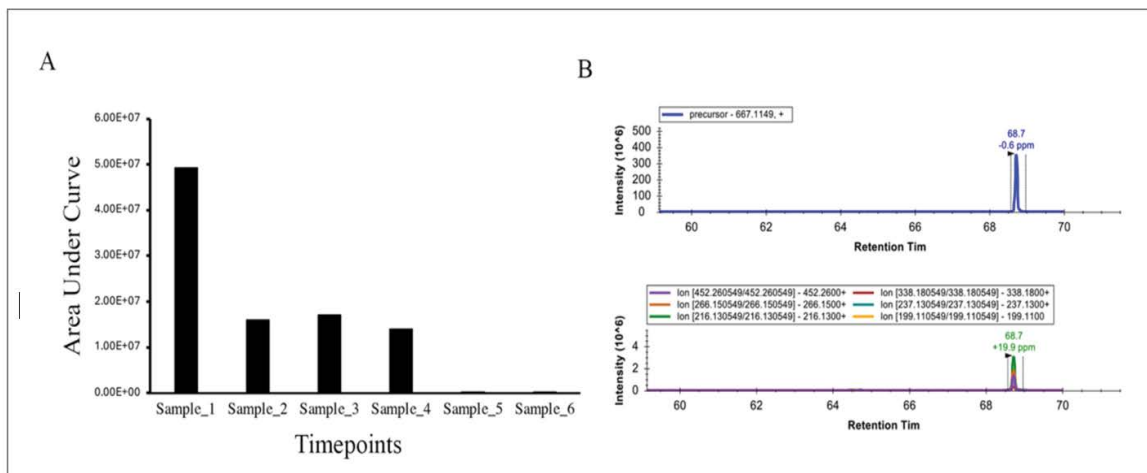 A
B
6.00E+07
5.00E+07
4.00E+07
3.00E+07
2.00E+07
1.00E+07
0.00E+00
Area Under Curve
Sample_1 Sample_2 Sample_3 Sample_4 Sample_5 Sample_6
Timepoints
precursor - 667.1149, +
500
400
300
200
100
0
Intensity (10^6)
68.7
-0.6 ppm
60 62 64 66 68 70
Retention Tim
Ion [452.260549/452.260549] - 452.2600+ Ion [338.180549/338.180549] - 338.1800+
Ion [266.150549/266.150549] - 266.1500+ Ion [237.130549/237.130549] - 237.1300+
Ion [216.130549/216.130549] - 216.1300+ Ion [199.110549/199.110549] - 199.1100
68.7
+19.9 ppm
4
2
0
Intensity (10^6)
60 62 64 66 68 70
Retention Tim